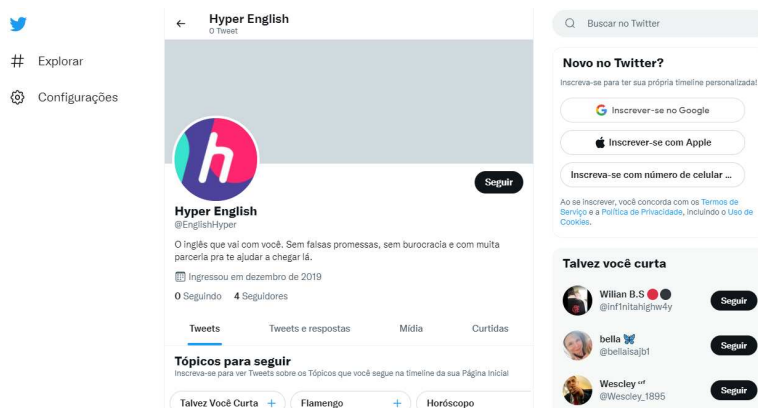 ←
Hyper English
0 Tweet
Explorar
Configurações
h
Seguir
Hyper English
@EnglishHyper
O inglês que vai com você. Sem falsas promessas, sem burocracia e com muita
parceria pra te ajudar a chegar lá.
Ingressou em dezembro de 2019
0 Seguindo 4 Seguidores
Tweets Tweets e respostas Mídia Curtidas
Tópicos para seguir
Inscreva-se para ver Tweets sobre os Tópicos que você segue na timeline da sua Página Inicial
Talvez Você Curta + Flamengo + Horóscopo
Buscar no Twitter
Novo no Twitter?
Inscreva-se para ter sua própria timeline personalizada!
Inscrever-se no Google
Inscrever-se com Apple
Inscreva-se com número de celular ...
Ao se inscrever, você concorda com os Termos de
Serviço e a Política de Privacidade, incluindo o Uso de
Cookies.
Talvez você curta
Wilian B.S
@inf1nitahighw4y
Seguir
bella
@bellaisajb1
Seguir
Wescley ᶜʳᶠ
@Wescley_1895
Seguir